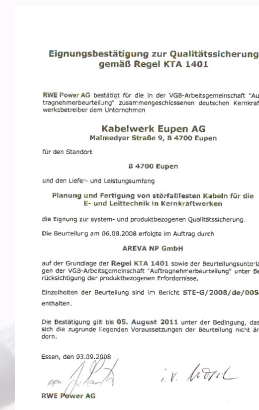 Eignungsbestätigung zur Qualitätssicherung
gemäß Regel KTA 1401
RWE Power AG bestätigt für die in der VGB-Arbeitsgemeinschaft "Au
tragnehmerbeurteilung" zusammengeschlossenen deutschen Kernkraf
werksbetreiber dem Unternehmen
Kabelwerk Eupen AG
Malmedyer Straße 9, B 4700 Eupen
für den Standort
B 4700 Eupen
und den Liefer- und Leistungsumfang
Planung und Fertigung von störfallfesten Kabeln für die
E- und Leittechnik in Kernkraftwerken
die Eignung zur system- und produktbezogenen Qualitätssicherung.
Die Beurteilung am 06.08.2008 erfolgte im Auftrag durch
AREVA NP GmbH
auf der Grundlage der Regel KTA 1401 sowie der Beurteilungsunterla
gen der VGB-Arbeitsgemeinschaft "Auftragnehmerbeurteilung" unter Be
rücksichtigung der produktbezogenen Erfordernisse.
Einzelheiten der Beurteilung sind im Bericht STE-G/2008/de/005
enthalten.
Die Bestätigung gilt bis 05. August 2011 unter der Bedingung, das
sich die zugrunde liegenden Voraussetzungen der Beurteilung nicht än
dern.
Essen, den 03.09.2008
i.V.
RWE Power AG